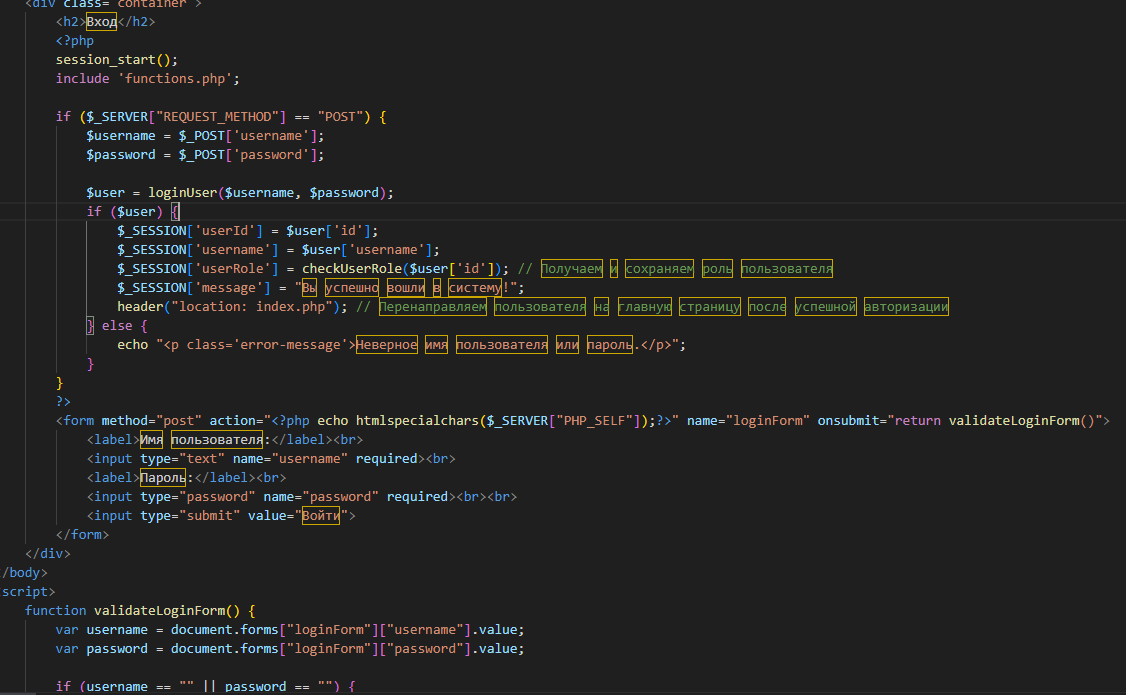 <div class="container">
<h2>Вход</h2>
<?php
session_start();
include 'functions.php';
if ($_SERVER["REQUEST_METHOD"] == "POST") {
$username = $_POST['username'];
$password = $_POST['password'];
$user = loginUser($username, $password);
if ($user) {
$_SESSION['userId'] = $user['id'];
$_SESSION['username'] = $user['username'];
$_SESSION['userRole'] = checkUserRole($user['id']); // Получаем и сохраняем роль пользователя
$_SESSION['message'] = "Вы успешно вошли в систему!";
header("location: index.php"); // Перенаправляем пользователя на главную страницу после успешной авторизации
} else {
echo "<p class='error-message'>Неверное имя пользователя или пароль.</p>";
}
}
?>
<form method="post" action="<?php echo htmlspecialchars($_SERVER["PHP_SELF"]);?>" name="loginForm" onsubmit="return validateLoginForm()">
<label>Имя пользователя:</label><br>
<input type="text" name="username" required><br>
<label>Пароль:</label><br>
<input type="password" name="password" required><br><br>
<input type="submit" value="Войти">
</form>
</div>
/body>
script>
function validateLoginForm() {
var username = document.forms["loginForm"]["username"].value;
var password = document.forms["loginForm"]["password"].value;
if (username == "" || password == "") {